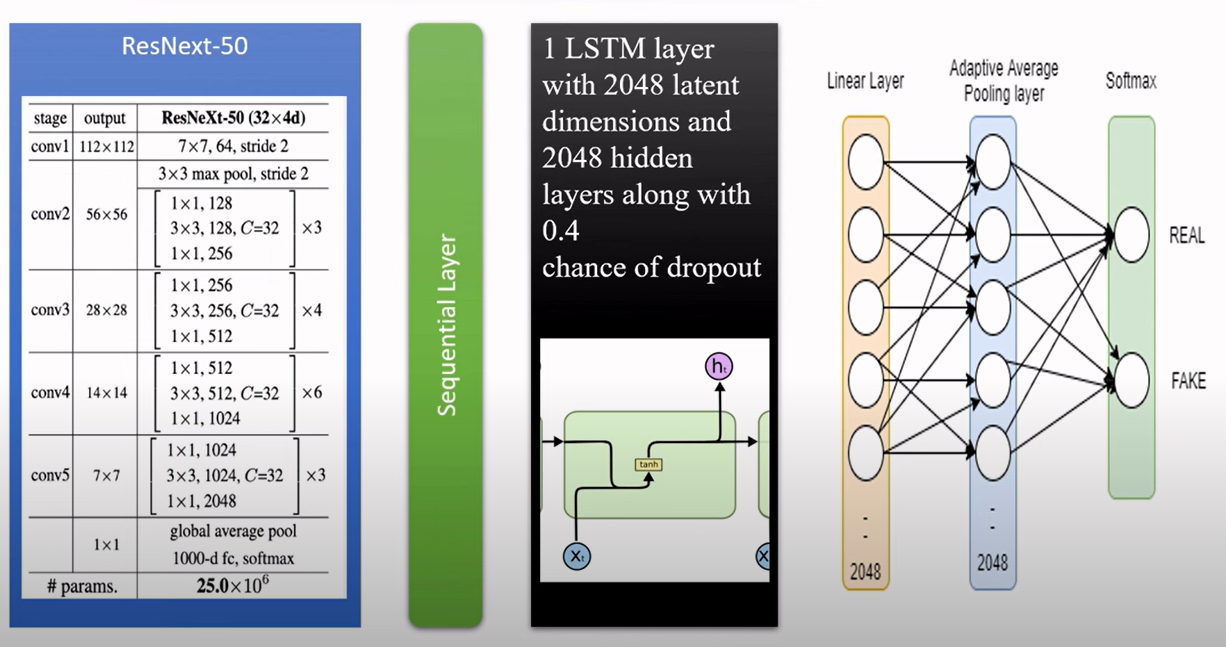 ResNext-50
stage output ResNeXt-50 (32×4d)
conv1 112×112 7×7, 64, stride 2
3×3 max pool, stride 2
conv2 56×56
1×1, 128
3×3, 128, C=32
1×1, 256
×3
conv3 28×28
1×1, 256
3×3, 256, C=32
1×1, 512
×4
conv4 14×14
1×1, 512
3×3, 512, C=32
1×1, 1024
×6
conv5 7×7
1×1, 1024
3×3, 1024, C=32
1×1, 2048
×3
1×1
global average pool
1000-d fc, softmax
# params. 25.0×10⁶
Sequential Layer
1 LSTM layer
with 2048 latent
dimensions and
2048 hidden
layers along with
0.4
chance of dropout
hₜ
tanh
Xₜ
X
Linear Layer
Adaptive Average
Pooling layer
Softmax
REAL
FAKE
2048
2048